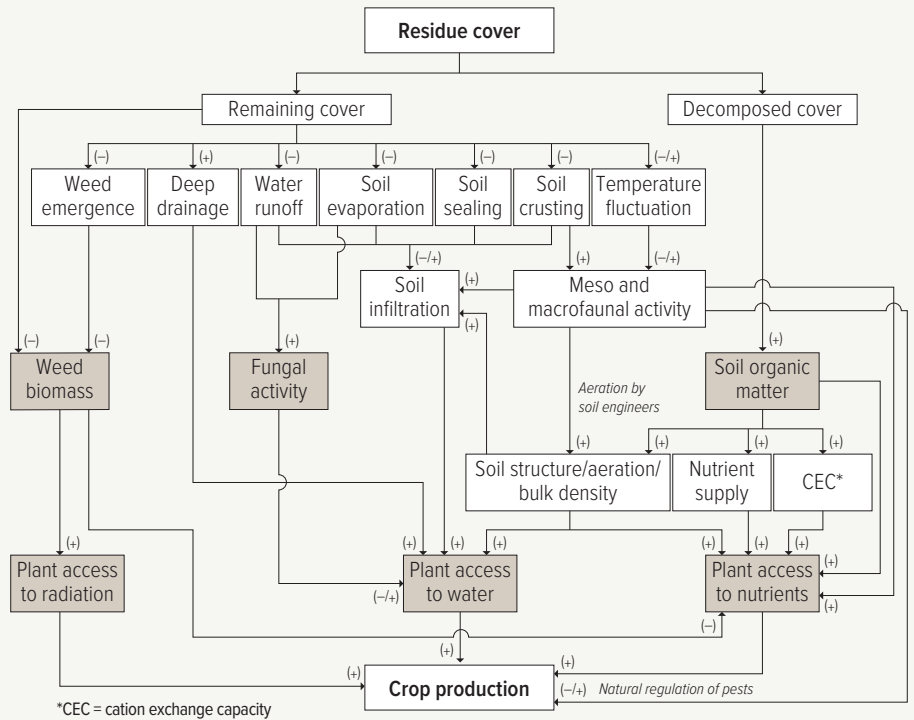 Residue cover
Remaining cover
Decomposed cover
(–)
(+)
(–)
(–)
(–)
(–)
(–/+)
Weed
emergence
Deep
drainage
Water
runoff
Soil
evaporation
Soil
sealing
Soil
crusting
Temperature
fluctuation
(–/+)
(+)
(–/+)
Soil
infiltration
(+)
(+)
Meso and
macrofaunal activity
(–)
(–)
(+)
(+)
Weed
biomass
Fungal
activity
Soil organic
matter
Aeration by
soil engineers
(+)
(+)
(+)
(+)
Soil structure/aeration/
bulk density
Nutrient
supply
CEC*
(+)
(+)
(+)
(+)
(+)
(+)
(+)
Plant access
to radiation
Plant access
to water
Plant access
to nutrients
(–/+)
(+)
(+)
(–)
(+)
(+)
(+)
Crop production
(–/+)
Natural regulation of pests
*CEC = cation exchange capacity